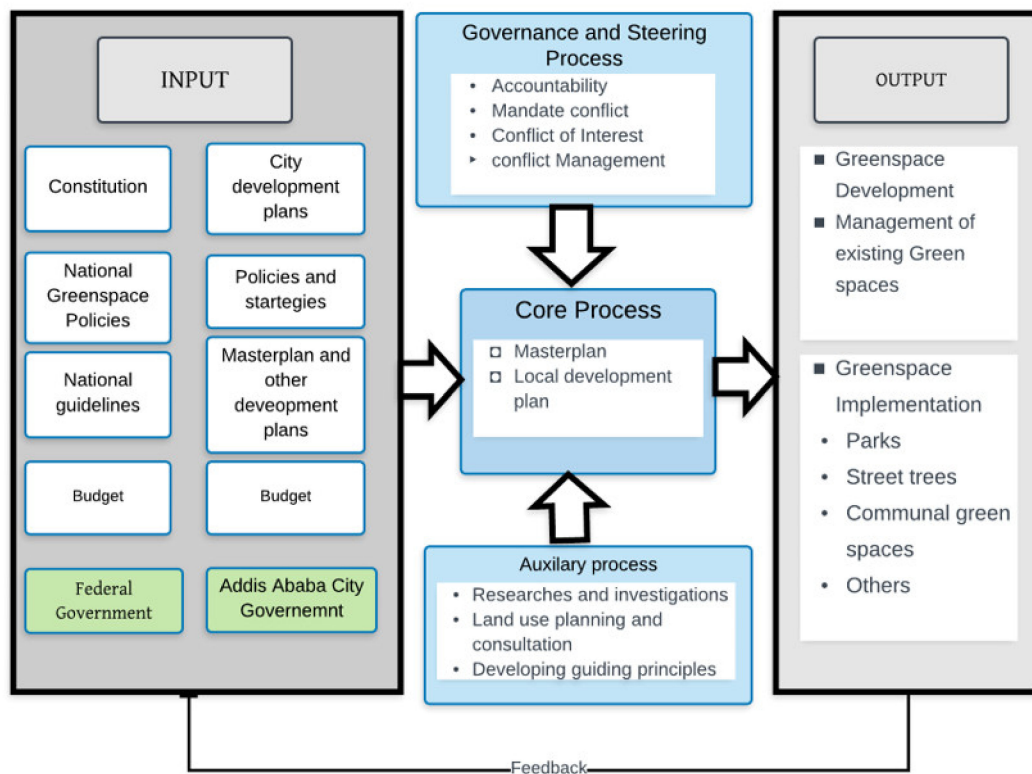 INPUT
Constitution
National
Greenspace
Policies
National
guidelines
Budget
Federal
Government
City
development
plans
Policies and
startegies
Masterplan and
other
deveopment
plans
Budget
Addis Ababa City
Governemnt
Governance and Steering
Process
• Accountability
• Mandate conflict
• Conflict of Interest
‣ conflict Management
Core Process
◘ Masterplan
◘ Local development
plan
Auxilary process
• Researches and investigations
• Land use planning and
consultation
• Developing guiding principles
OUTPUT
■ Greenspace
Development
■ Management of
existing Green
spaces
■ Greenspace
Implementation
• Parks
• Street trees
• Communal green
spaces
• Others
Feedback